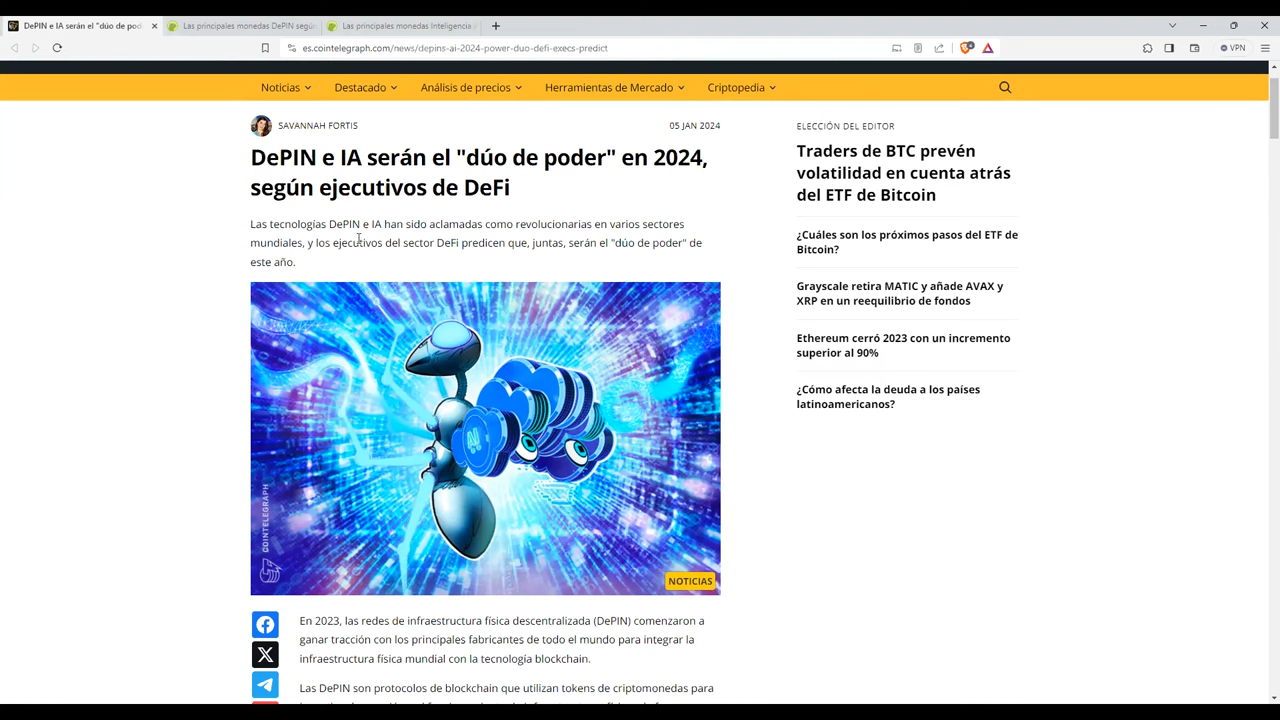 DePIN e IA serán el "dúo de pod
Las principales monedas DePIN segú
Las principales monedas Inteligencia
es.cointelegraph.com/news/depins-ai-2024-power-duo-defi-execs-predict
VPN
Noticias
Destacado
Análisis de precios
Herramientas de Mercado
Criptopedia
SAVANNAH FORTIS
05 JAN 2024
DePIN e IA serán el "dúo de poder" en 2024,
según ejecutivos de DeFi
Las tecnologías DePIN e IA han sido aclamadas como revolucionarias en varios sectores
mundiales, y los ejecutivos del sector DeFi predicen que, juntas, serán el "dúo de poder" de
este año.
COINTELEGRAPH
NOTICIAS
En 2023, las redes de infraestructura física descentralizada (DePIN) comenzaron a
ganar tracción con los principales fabricantes de todo el mundo para integrar la
infraestructura física mundial con la tecnología blockchain.
Las DePIN son protocolos de blockchain que utilizan tokens de criptomonedas para
ELECCIÓN DEL EDITOR
Traders de BTC prevén
volatilidad en cuenta atrás
del ETF de Bitcoin
¿Cuáles son los próximos pasos del ETF de
Bitcoin?
Grayscale retira MATIC y añade AVAX y
XRP en un reequilibrio de fondos
Ethereum cerró 2023 con un incremento
superior al 90%
¿Cómo afecta la deuda a los países
latinoamericanos?